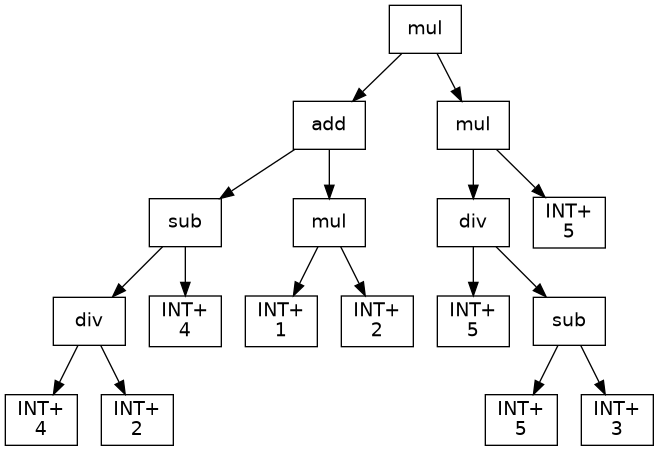 mul
add
mul
sub
mul
div
INT+
5
div
INT+
4
INT+
1
INT+
2
INT+
5
sub
INT+
4
INT+
2
INT+
5
INT+
3